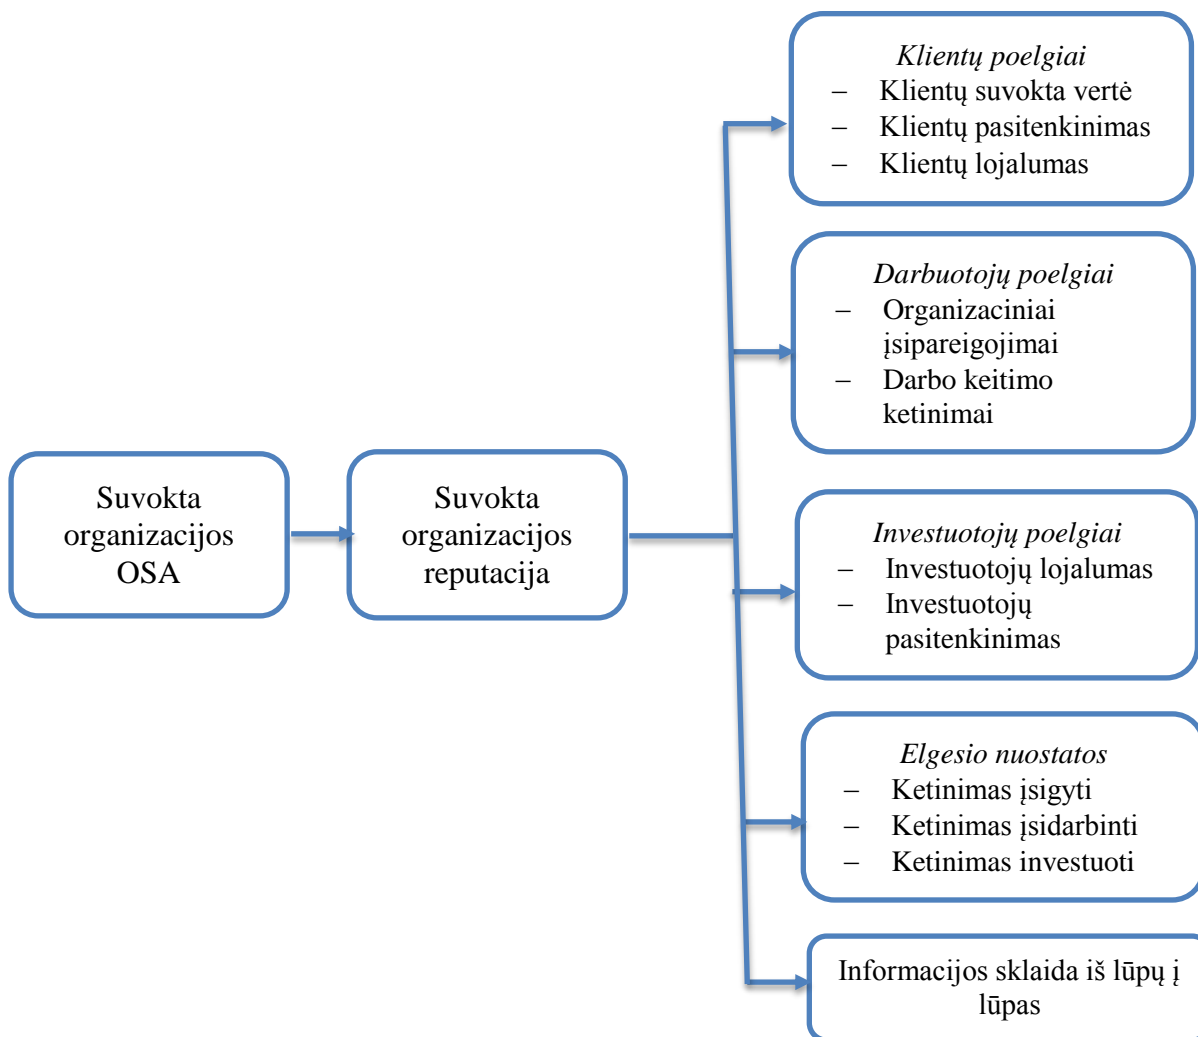 Suvokta
organizacijos
OSA
Suvokta
organizacijos
reputacija
Klientų poelgiai
– Klientų suvokta vertė
– Klientų pasitenkinimas
– Klientų lojalumas
Darbuotojų poelgiai
– Organizaciniai
įsipareigojimai
– Darbo keitimo
ketinimai
Investuotojų poelgiai
– Investuotojų lojalumas
– Investuotojų
pasitenkinimas
Elgesio nuostatos
– Ketinimas įsigyti
– Ketinimas įsidarbinti
– Ketinimas investuoti
Informacijos sklaida iš lūpų į
lūpas